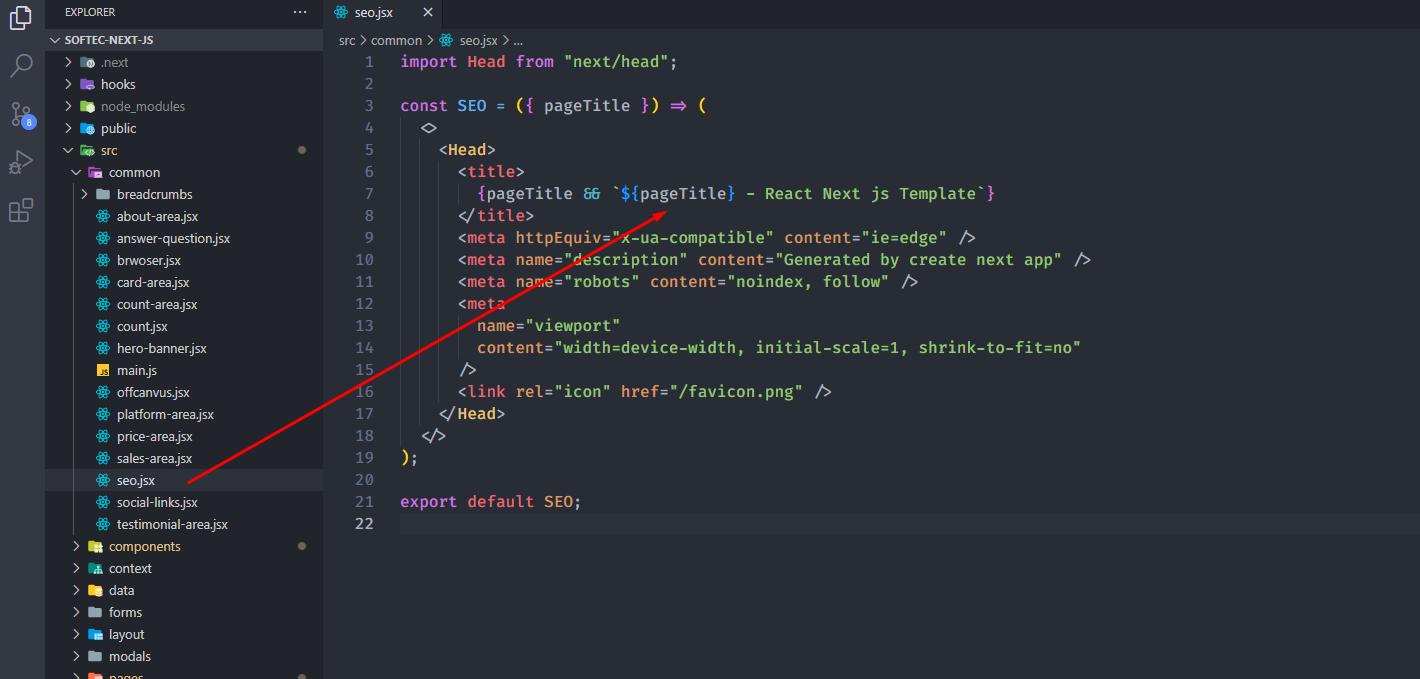 EXPLORER ...
SOFTEC-NEXT-JS
.next
hooks
node_modules
public
src
common
breadcrumbs
about-area.jsx
answer-question.jsx
brwoser.jsx
card-area.jsx
count-area.jsx
count.jsx
hero-banner.jsx
main.js
offcanvus.jsx
platform-area.jsx
price-area.jsx
sales-area.jsx
seo.jsx
social-links.jsx
testimonial-area.jsx
components
context
data
forms
layout
modals
pages
8
JS
seo.jsx ×
src > common > seo.jsx > ...
1 import Head from "next/head";
2
3 const SEO = ({ pageTitle }) => (
4 <>
5 <Head>
6 <title>
7 {pageTitle && `${pageTitle} - React Next js Template`}
8 </title>
9 <meta httpEquiv="x-ua-compatible" content="ie=edge" />
10 <meta name="description" content="Generated by create next app" />
11 <meta name="robots" content="noindex, follow" />
12 <meta
13 name="viewport"
14 content="width=device-width, initial-scale=1, shrink-to-fit=no"
15 />
16 <link rel="icon" href="/favicon.png" />
17 </Head>
18 </>
19 );
20
21 export default SEO;
22